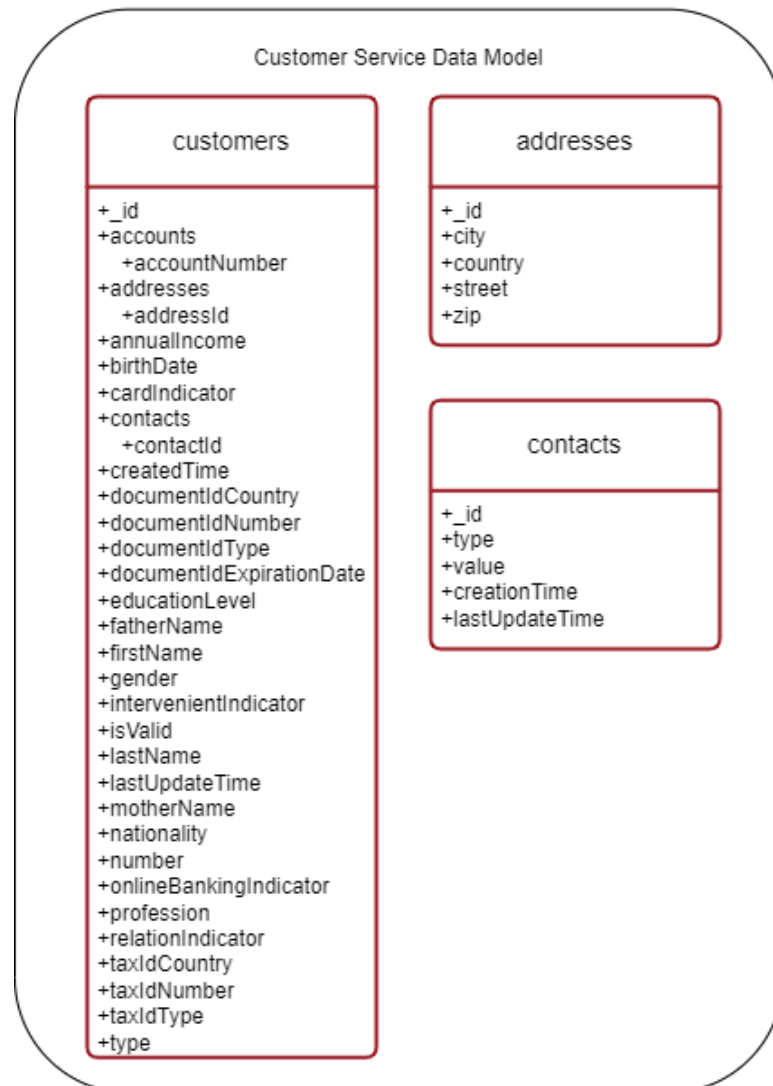 Customer Service Data Model
customers
+_id
+accounts
+accountNumber
+addresses
+addressId
+annualIncome
+birthDate
+cardIndicator
+contacts
+contactId
+createdTime
+documentIdCountry
+documentIdNumber
+documentIdType
+documentIdExpirationDate
+educationLevel
+fatherName
+firstName
+gender
+intervenientIndicator
+isValid
+lastName
+lastUpdateTime
+motherName
+nationality
+number
+onlineBankingIndicator
+profession
+relationIndicator
+taxIdCountry
+taxIdNumber
+taxIdType
+type
addresses
+_id
+city
+country
+street
+zip
contacts
+_id
+type
+value
+creationTime
+lastUpdateTime